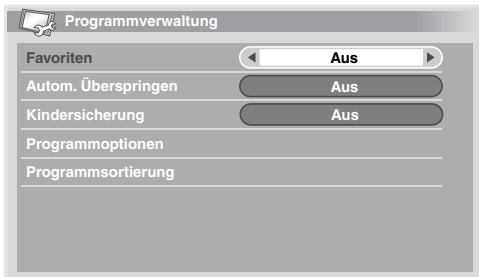 Programmverwaltung
Favoriten Aus
Autom. Überspringen Aus
Kindersicherung Aus
Programmoptionen
Programmsortierung